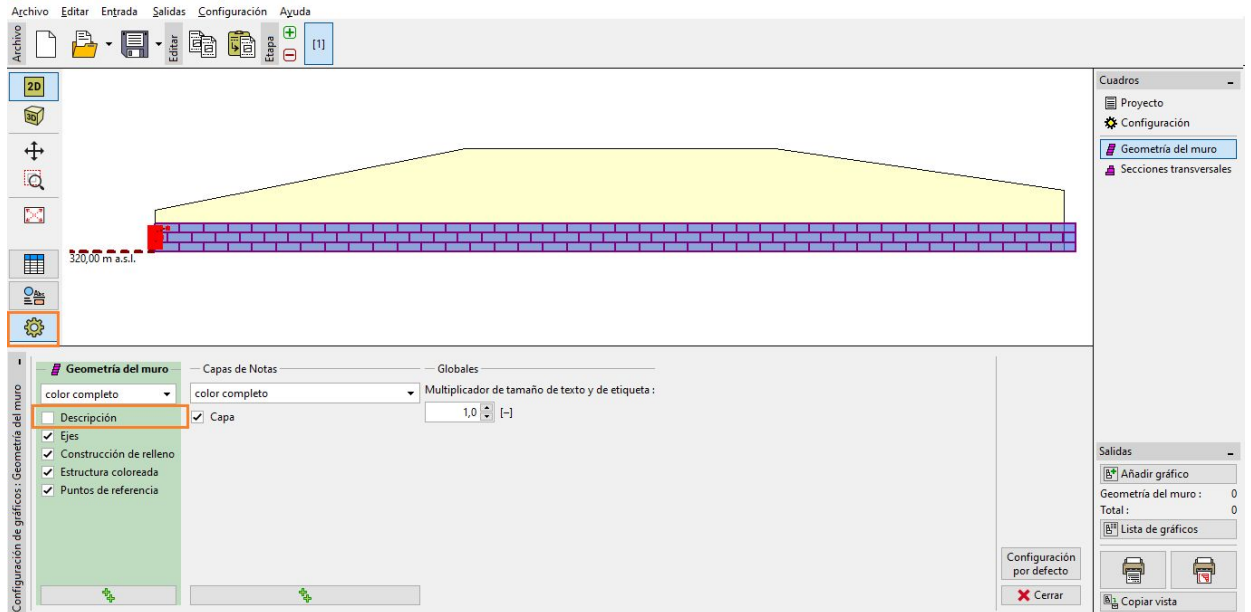 Archivo Editar Entrada Salidas Configuración Ayuda
Archivo
Editar
Etapa
[1]
2D
3D
Abc
320,00 m a.s.l.
Cuadros
Proyecto
Configuración
Geometría del muro
Secciones transversales
Configuración de gráficos : Geometría del muro
Geometría del muro
color completo
Descripción
Ejes
Construcción de relleno
Estructura coloreada
Puntos de referencia
Capas de Notas
color completo
Capa
Globales
Multiplicador de tamaño de texto y de etiqueta :
1,0 [–]
Configuración
por defecto
Cerrar
Salidas
Añadir gráfico
Geometría del muro : 0
Total : 0
Lista de gráficos
Copiar vista